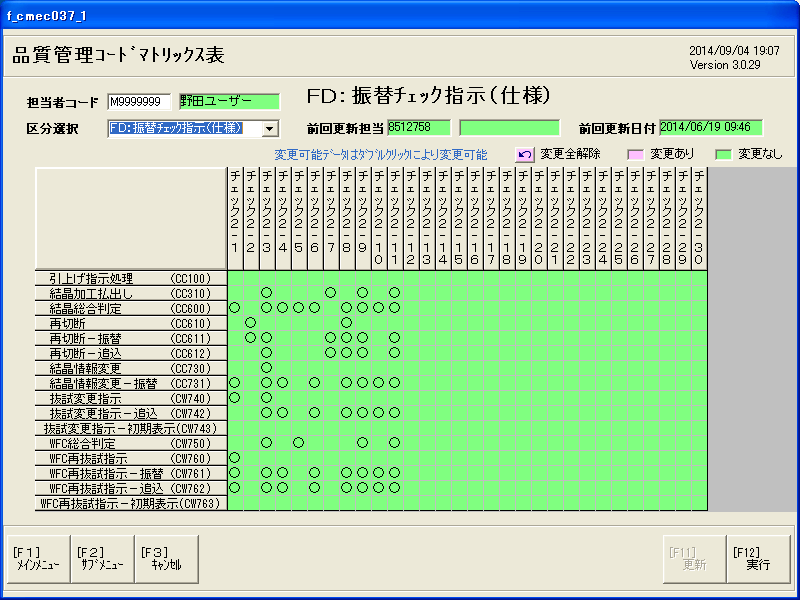 f_cmec037_1
品質管理ｺｰﾄﾞﾏﾄﾘｯｸｽ表
2014/09/04 19:07
Version 3.0.29
担当者コード M9999999 野田ユーザー
FD：振替ﾁｪｯｸ指示(仕様)
区分選択 FD:振替ﾁｪｯｸ指示(仕様)
前回更新担当 8512758
前回更新日付 2014/06/19 09:46
変更可能ﾃﾞｰﾀはﾀﾞﾌﾞﾙｸﾘｯｸにより変更可能
変更全解除 変更あり 変更なし
チェック2-1
チェック2-2
チェック2-3
チェック2-4
チェック2-5
チェック2-6
チェック2-7
チェック2-8
チェック2-9
チェック2-10
チェック2-11
チェック2-12
チェック2-13
チェック2-14
チェック2-15
チェック2-16
チェック2-17
チェック2-18
チェック2-19
チェック2-20
チェック2-21
チェック2-22
チェック2-23
チェック2-24
チェック2-25
チェック2-26
チェック2-27
チェック2-28
チェック2-29
チェック2-30
引上げ指示処理 (CC100)
結晶加工払出し (CC310) ○ ○ ○ ○
結晶総合判定 (CC600) ○ ○ ○ ○ ○ ○ ○ ○ ○
再切断 (CC610) ○ ○
再切断－振替 (CC611) ○ ○ ○ ○ ○ ○
再切断－追込 (CC612) ○ ○ ○ ○ ○
結晶情報変更 (CC730) ○
結晶情報変更－振替 (CC731) ○ ○ ○ ○ ○ ○ ○ ○
抜試変更指示 (CW740) ○ ○
抜試変更指示－追込 (CW742) ○ ○ ○ ○ ○ ○ ○
抜試変更指示－初期表示(CW743)
WFC総合判定 (CW750) ○ ○ ○ ○
WFC再抜試指示 (CW760) ○
WFC再抜試指示－振替 (CW761) ○ ○ ○ ○ ○ ○ ○ ○
WFC再抜試指示－追込 (CW762) ○ ○ ○ ○ ○ ○ ○ ○
WFC再抜試指示－初期表示(CW763)
[F1] [F2] [F3] [F11] [F12]
ﾒｲﾝﾒﾆｭｰ ｻﾌﾞﾒﾆｭｰ ｷｬﾝｾﾙ 更新 実行